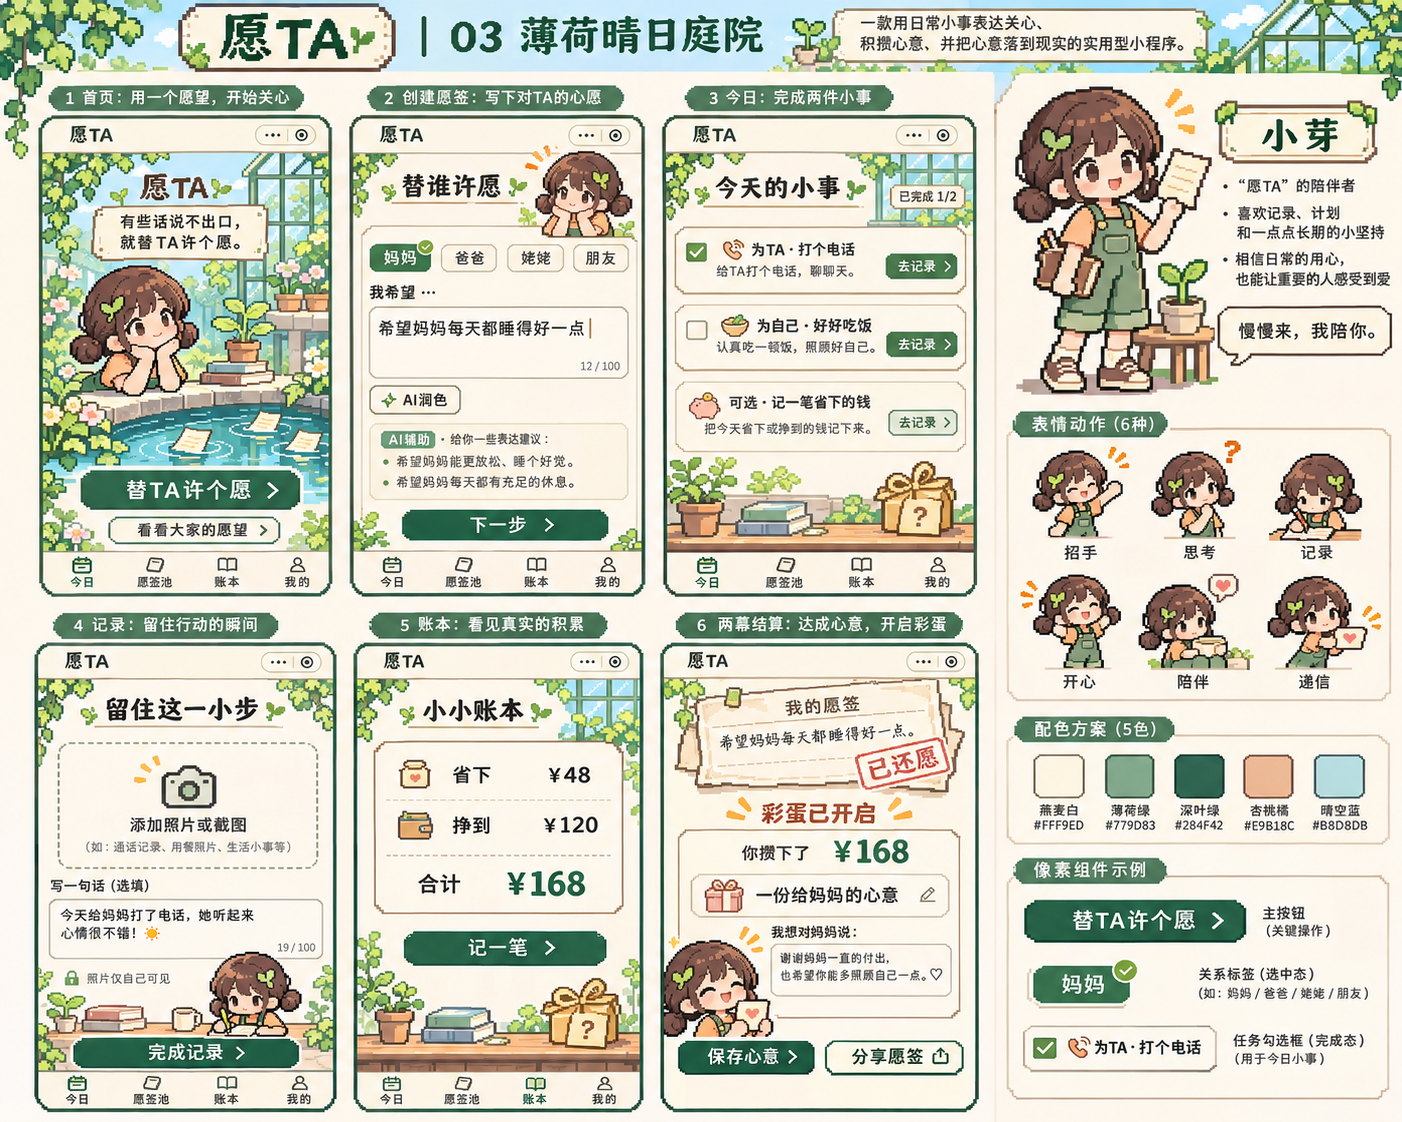 愿TA
03 薄荷晴日庭院
一款用日常小事表达关心、
积攒心意、并把心意落到现实的实用型小程序。
1 首页：用一个愿望，开始关心
愿TA
愿TA
有些话说不出口，
就替TA许个愿。
替TA许个愿
看看大家的愿望
今日
愿签池
账本
我的
2 创建愿签：写下对TA的心愿
愿TA
替谁许愿
妈妈
爸爸
姥姥
朋友
我希望 …
希望妈妈每天都睡得好一点
12 / 100
AI润色
AI辅助 · 给你一些表达建议：
希望妈妈能更放松、睡个好觉。
希望妈妈每天都有充足的休息。
下一步
今日
愿签池
账本
我的
3 今日：完成两件小事
愿TA
今天的小事
已完成 1/2
为TA · 打个电话
给TA打个电话，聊聊天。
去记录
为自己 · 好好吃饭
认真吃一顿饭，照顾好自己。
去记录
可选 · 记一笔省下的钱
把今天省下或挣到的钱记下来。
去记录
?
今日
愿签池
账本
我的
4 记录：留住行动的瞬间
愿TA
留住这一小步
添加照片或截图
（如：通话记录、用餐照片、生活小事等）
写一句话（选填）
今天给妈妈打了电话，她听起来
心情很不错！☀️
19 / 100
照片仅自己可见
完成记录
今日
愿签池
账本
我的
5 账本：看见真实的积累
愿TA
小小账本
省下 ¥48
挣到 ¥120
合计 ¥168
记一笔
?
今日
愿签池
账本
我的
6 两幕结算：达成心意，开启彩蛋
愿TA
我的愿签
希望妈妈每天都睡得好一点。
已还愿
彩蛋已开启
你攒下了 ¥168
一份给妈妈的心意
我想对妈妈说：
谢谢妈妈一直的付出，
也希望你能多照顾自己一点。♡
保存心意
分享愿签
小芽
• “愿TA”的陪伴者
• 喜欢记录、计划
和一点点长期的小坚持
• 相信日常的用心，
也能让重要的人感受到爱
慢慢来，我陪你。
表情动作（6种）
?
招手
思考
记录
开心
陪伴
递信
配色方案（5色）
燕麦白
#FFF9ED
薄荷绿
#779D83
深叶绿
#284F42
杏桃橘
#E9B18C
晴空蓝
#B8D8DB
像素组件示例
替TA许个愿
主按钮
（关键操作）
妈妈
关系标签（选中态）
（如：妈妈 / 爸爸 / 姥姥 / 朋友）
为TA · 打个电话
任务勾选框（完成态）
（用于今日小事）